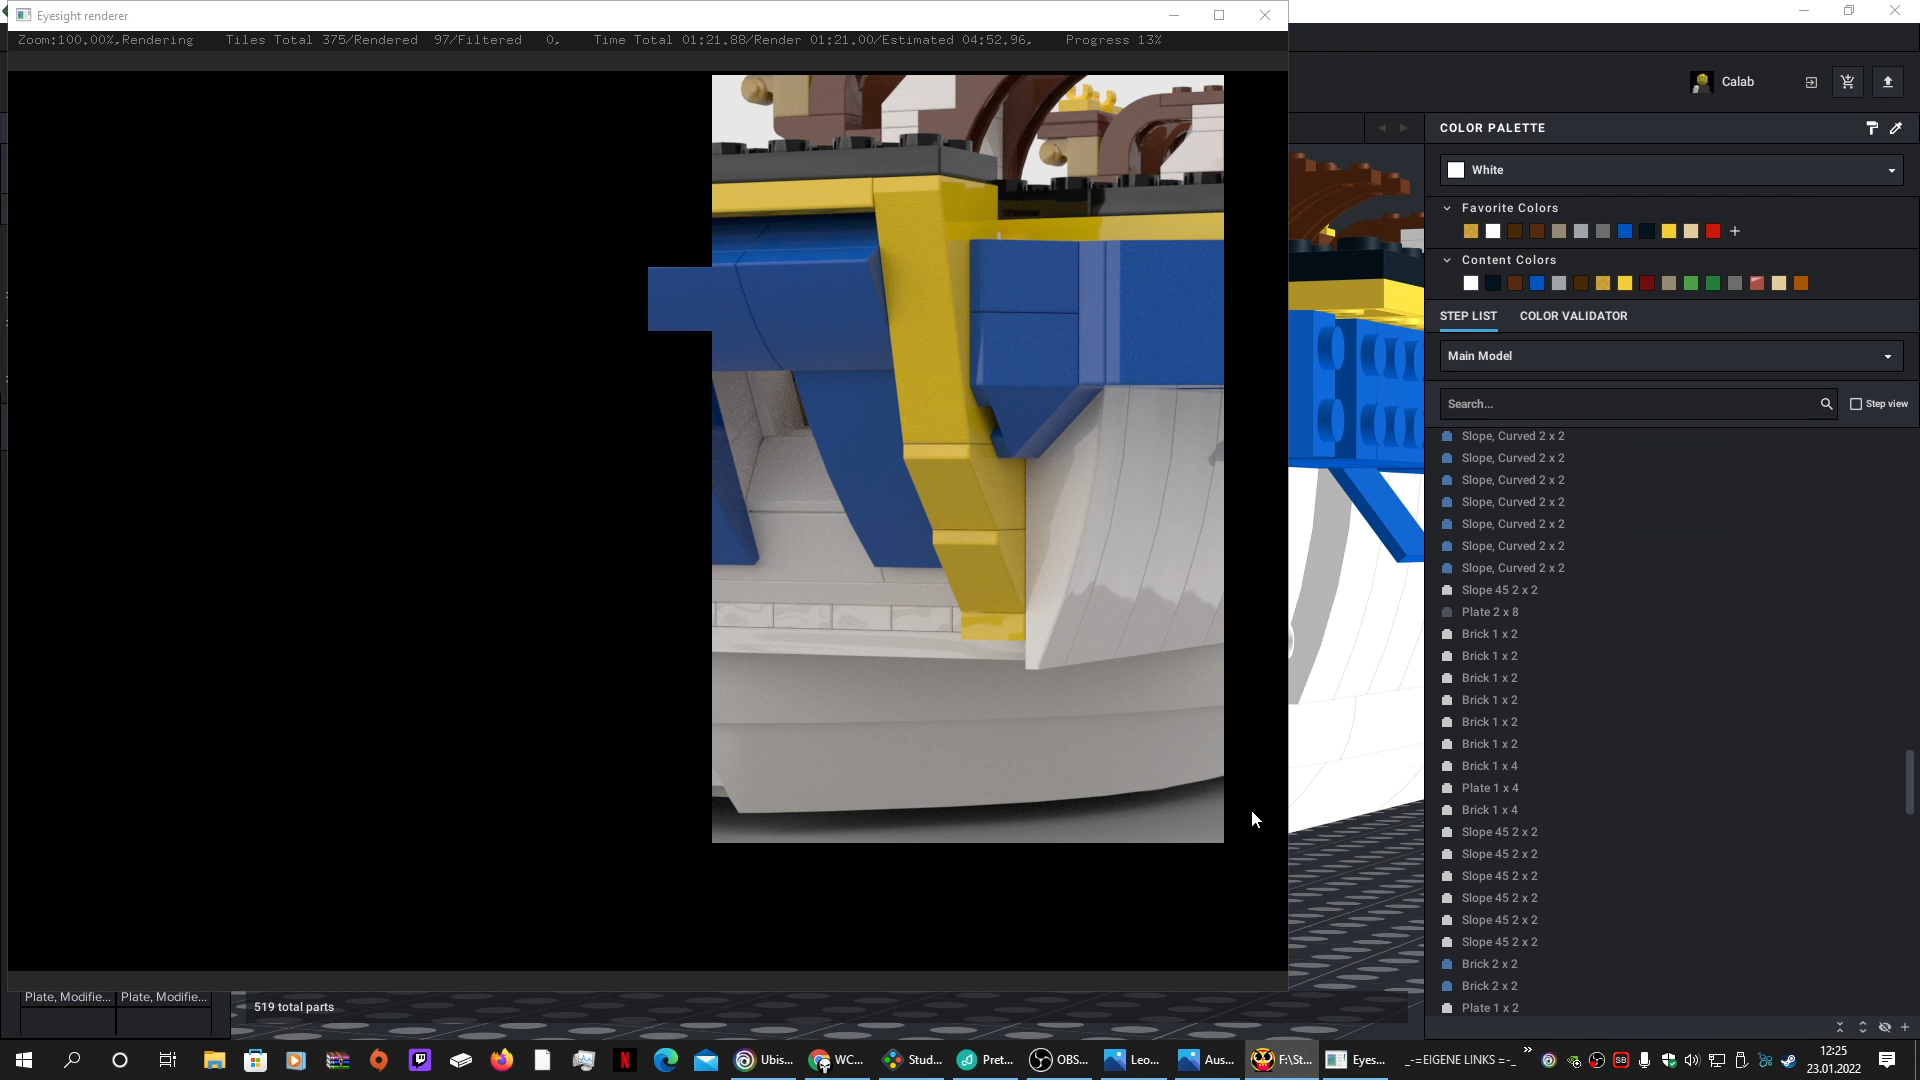 Eyesight renderer
Zoom:100.00%,Rendering Tiles Total 375/Rendered 97/Filtered 0, Time Total 01:21.88/Render 01:21.00/Estimated 04:52.96, Progress 13%
Calab
COLOR PALETTE
White
Favorite Colors
Content Colors
STEP LIST COLOR VALIDATOR
Main Model
Search... Step view
Slope, Curved 2 x 2
Slope, Curved 2 x 2
Slope, Curved 2 x 2
Slope, Curved 2 x 2
Slope, Curved 2 x 2
Slope, Curved 2 x 2
Slope, Curved 2 x 2
Slope 45 2 x 2
Plate 2 x 8
Brick 1 x 2
Brick 1 x 2
Brick 1 x 2
Brick 1 x 2
Brick 1 x 2
Brick 1 x 2
Brick 1 x 4
Plate 1 x 4
Brick 1 x 4
Slope 45 2 x 2
Slope 45 2 x 2
Slope 45 2 x 2
Slope 45 2 x 2
Slope 45 2 x 2
Slope 45 2 x 2
Brick 2 x 2
Brick 2 x 2
Plate 1 x 2
Plate, Modifie... Plate, Modifie...
519 total parts
Ubis... WC... Stud... Pret... OBS... Leo... Aus... F:\St... Eyes... _-=EIGENE LINKS =-_
12:25
23.01.2022